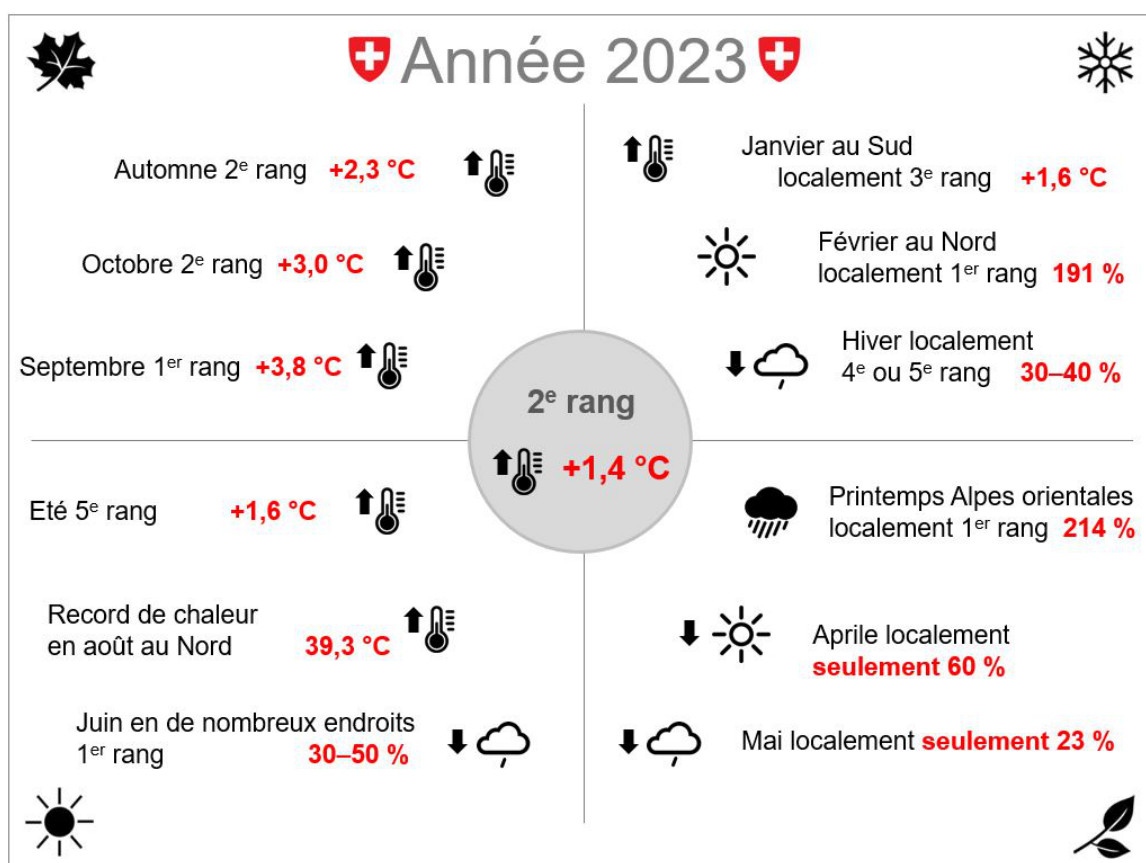 Année 2023
Automne 2e rang +2,3 °C
Octobre 2e rang +3,0 °C
Septembre 1er rang +3,8 °C
Janvier au Sud
localement 3e rang +1,6 °C
Février au Nord
localement 1er rang 191 %
Hiver localement
4e ou 5e rang 30–40 %
2e rang
+1,4 °C
Eté 5e rang +1,6 °C
Record de chaleur
en août au Nord 39,3 °C
Juin en de nombreux endroits
1er rang 30–50 %
Printemps Alpes orientales
localement 1er rang 214 %
Aprile localement
seulement 60 %
Mai localement seulement 23 %